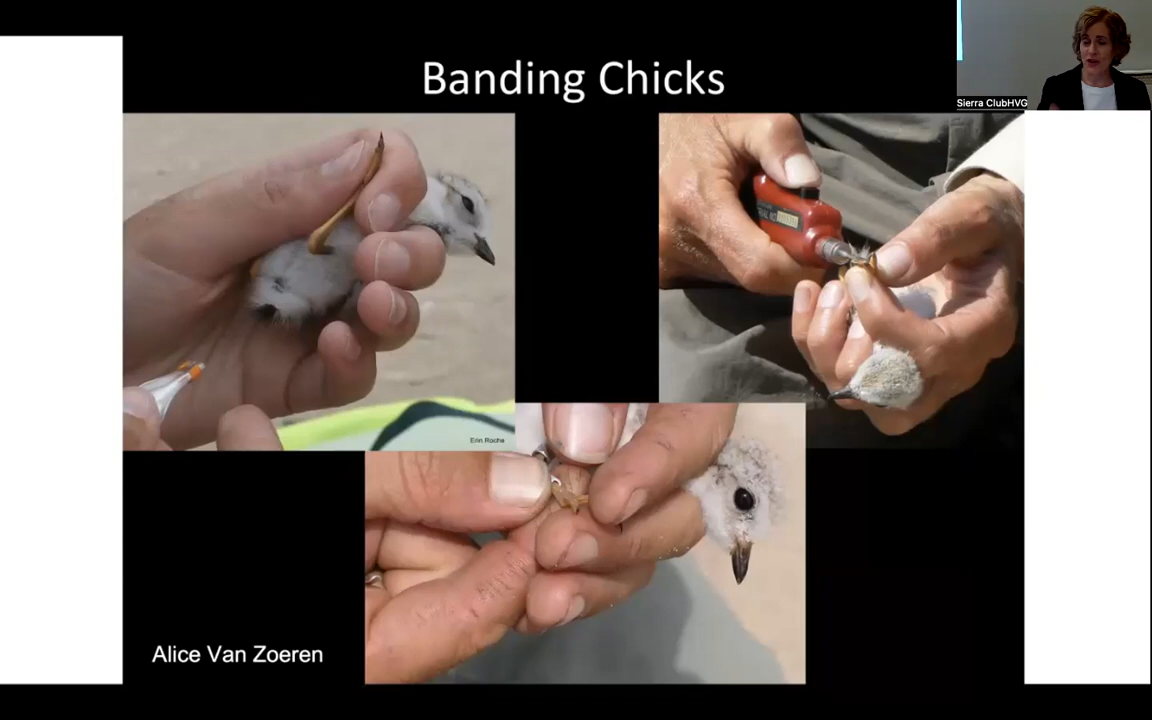 Banding Chicks
Sierra ClubHVG
Erin Roche
Alice Van Zoeren